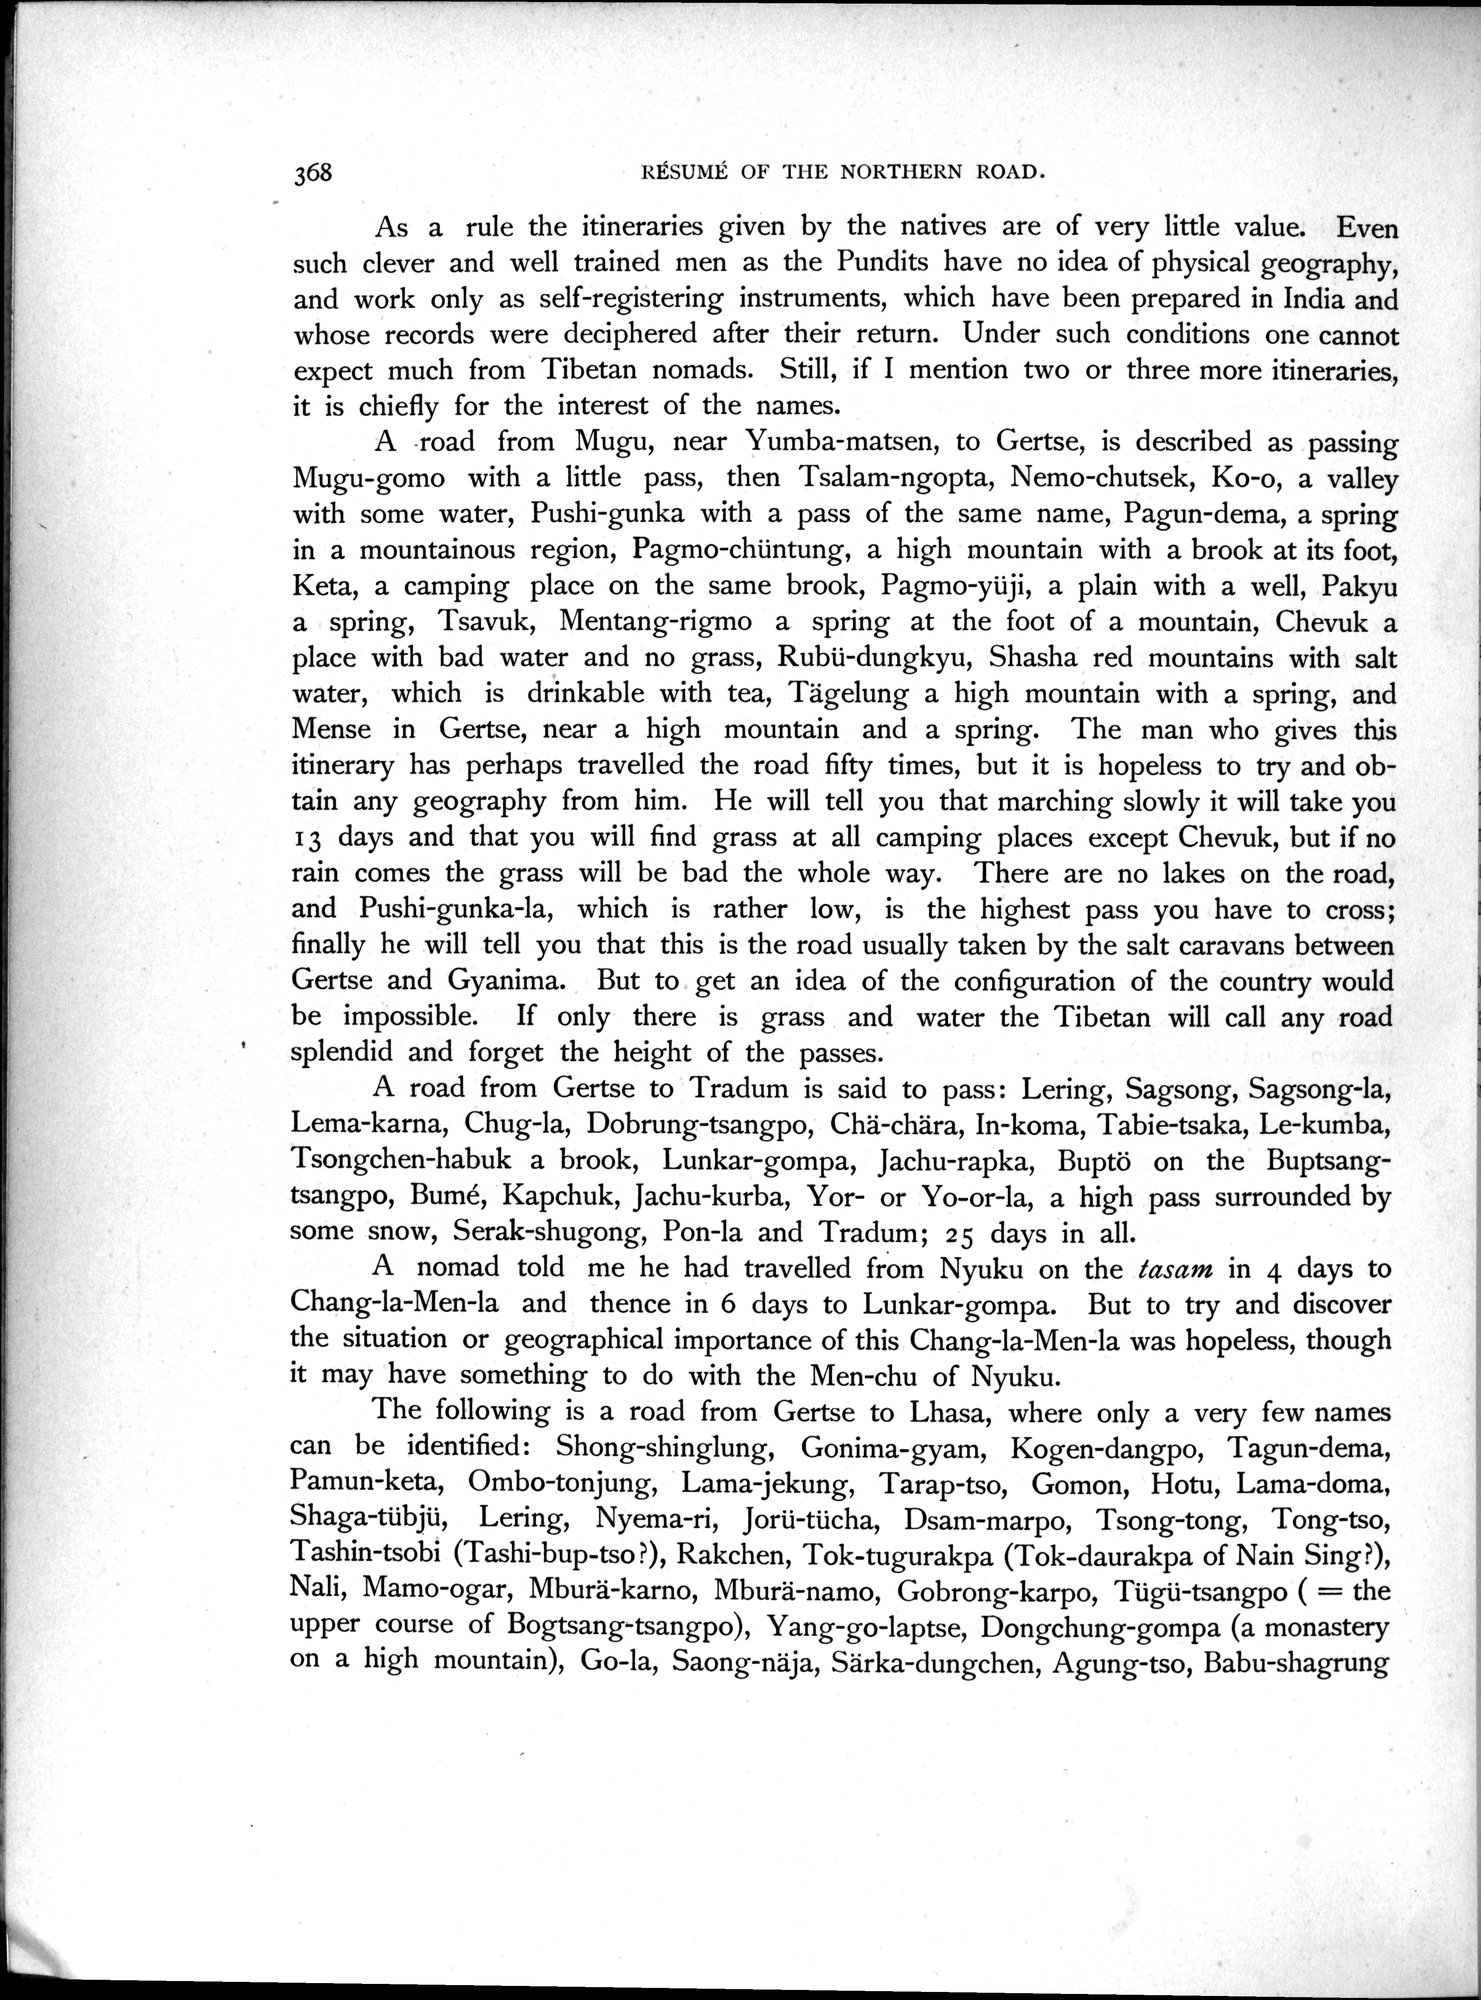 368
RÉSUMÉ OF THE NORTHERN ROAD.
As a rule the itineraries given by the natives are of very little value. Even
such clever and well trained men as the Pundits have no idea of physical geography,
and work only as self-registering instruments, which have been prepared in India and
whose records were deciphered after their return. Under such conditions one cannot
expect much from Tibetan nomads. Still, if I mention two or three more itineraries,
it is chiefly for the interest of the names.
A road from Mugu, near Yumba-matsen, to Gertse, is described as passing
Mugu-gomo with a little pass, then Tsalam-ngopta, Nemo-chutsek, Ko-o, a valley
with some water, Pushi-gunka with a pass of the same name, Pagun-dema, a spring
in a mountainous region, Pagmo-chüntung, a high mountain with a brook at its foot,
Keta, a camping place on the same brook, Pagmo-yüji, a plain with a well, Pakyu
a spring, Tsavuk, Mentang-rigmo a spring at the foot of a mountain, Chevuk a
place with bad water and no grass, Rubü-dungkyu, Shasha red mountains with salt
water, which is drinkable with tea, Tägelung a high mountain with a spring, and
Mense in Gertse, near a high mountain and a spring. The man who gives this
itinerary has perhaps travelled the road fifty times, but it is hopeless to try and ob-
tain any geography from him. He will tell you that marching slowly it will take you
13 days and that you will find grass at all camping places except Chevuk, but if no
rain comes the grass will be bad the whole way. There are no lakes on the road,
and Pushi-gunka-la, which is rather low, is the highest pass you have to cross;
finally he will tell you that this is the road usually taken by the salt caravans between
Gertse and Gyanima. But to get an idea of the configuration of the country would
be impossible. If only there is grass and water the Tibetan will call any road
splendid and forget the height of the passes.
A road from Gertse to Tradum is said to pass: Lering, Sagsong, Sagsong-la,
Lema-karna, Chug-la, Dobrung-tsangpo, Chä-chära, In-koma, Tabie-tsaka, Le-kumba,
Tsongchen-habuk a brook, Lunkar-gompa, Jachu-rapka, Buptö on the Buptsang-
tsangpo, Bumé, Kapchuk, Jachu-kurba, Yor- or Yo-or-la, a high pass surrounded by
some snow, Serak-shugong, Pon-la and Tradum; 25 days in all.
A nomad told me he had travelled from Nyuku on the tasam in 4 days to
Chang-la-Men-la and thence in 6 days to Lunkar-gompa. But to try and discover
the situation or geographical importance of this Chang-la-Men-la was hopeless, though
it may have something to do with the Men-chu of Nyuku.
The following is a road from Gertse to Lhasa, where only a very few names
can be identified: Shong-shinglung, Gonima-gyam, Kogen-dangpo, Tagun-dema,
Pamun-keta, Ombo-tonjung, Lama-jekung, Tarap-tso, Gomon, Hotu, Lama-doma,
Shaga-tübjü, Lering, Nyema-ri, Jorü-tücha, Dsam-marpo, Tsong-tong, Tong-tso,
Tashin-tsobi (Tashi-bup-tso?), Rakchen, Tok-tugurakpa (Tok-daurakpa of Nain Sing?),
Nali, Mamo-ogar, Mburä-karno, Mburä-namo, Gobrong-karpo, Tügü-tsangpo ( = the
upper course of Bogtsang-tsangpo), Yang-go-laptse, Dongchung-gompa (a monastery
on a high mountain), Go-la, Saong-näja, Särka-dungchen, Agung-tso, Babu-shagrung